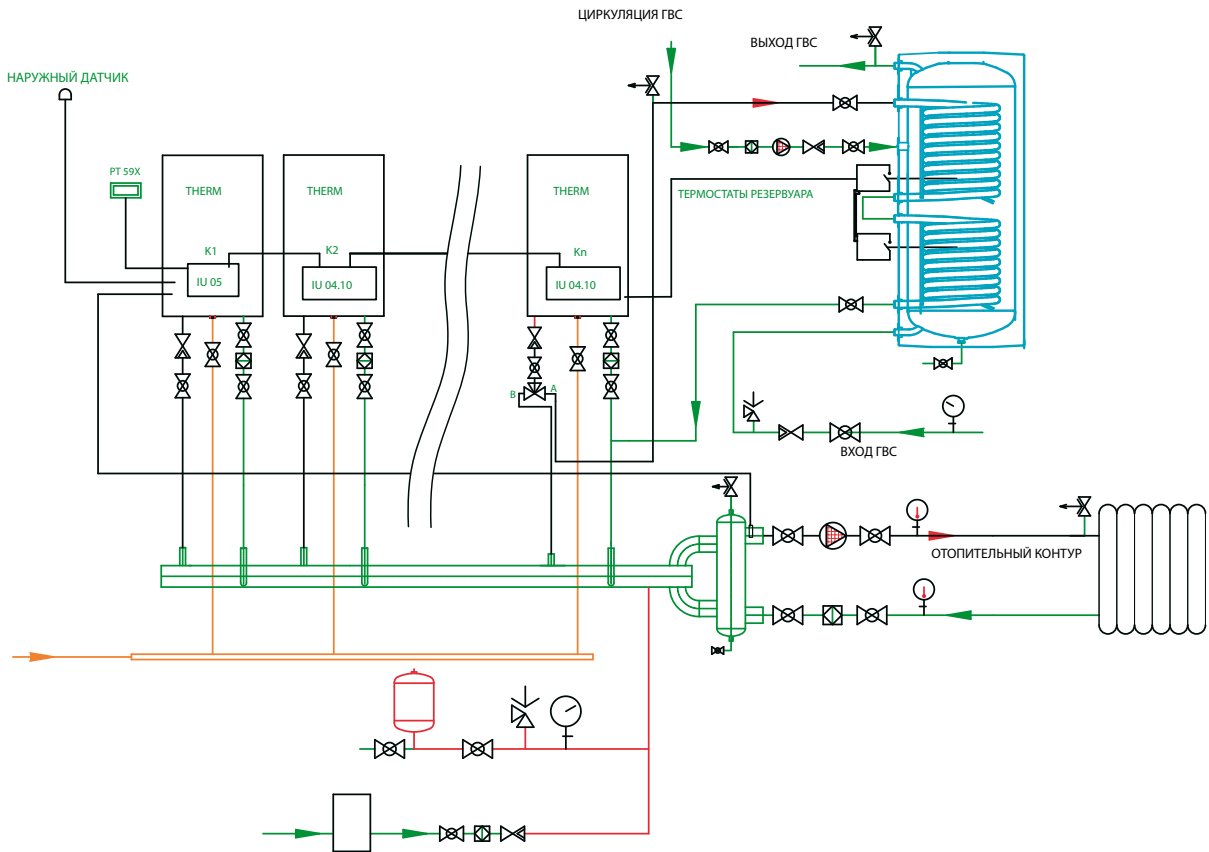 ЦИРКУЛЯЦИЯ ГВС
ВЫХОД ГВС
НАРУЖНЫЙ ДАТЧИК
PT 59X
THERM
THERM
THERM
ТЕРМОСТАТЫ РЕЗЕРВУАРА
K1
K2
Kn
IU 05
IU 04.10
IU 04.10
B
A
ВХОД ГВС
ОТОПИТЕЛЬНЫЙ КОНТУР